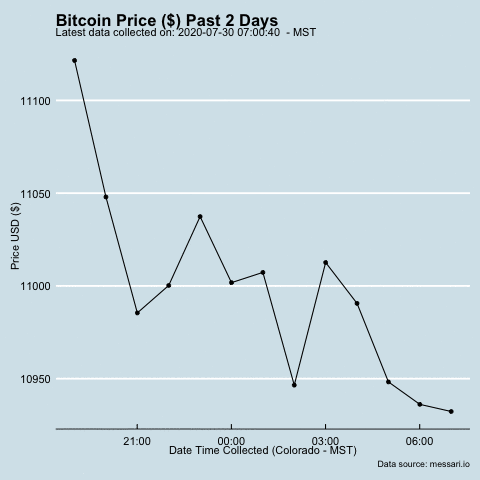 Bitcoin Price ($) Past 2 Days
Latest data collected on: 2020-07-30 07:00:40  - MST
11100
11050
11000
10950
Price USD ($)
21:00 00:00 03:00 06:00
Date Time Collected (Colorado - MST)
Data source: messari.io